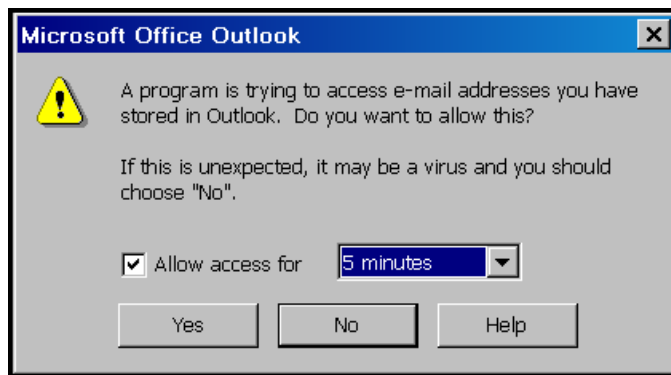 Microsoft Office Outlook
A program is trying to access e-mail addresses you have
stored in Outlook.  Do you want to allow this?
If this is unexpected, it may be a virus and you should
choose "No".
Allow access for 5 minutes
Yes No Help